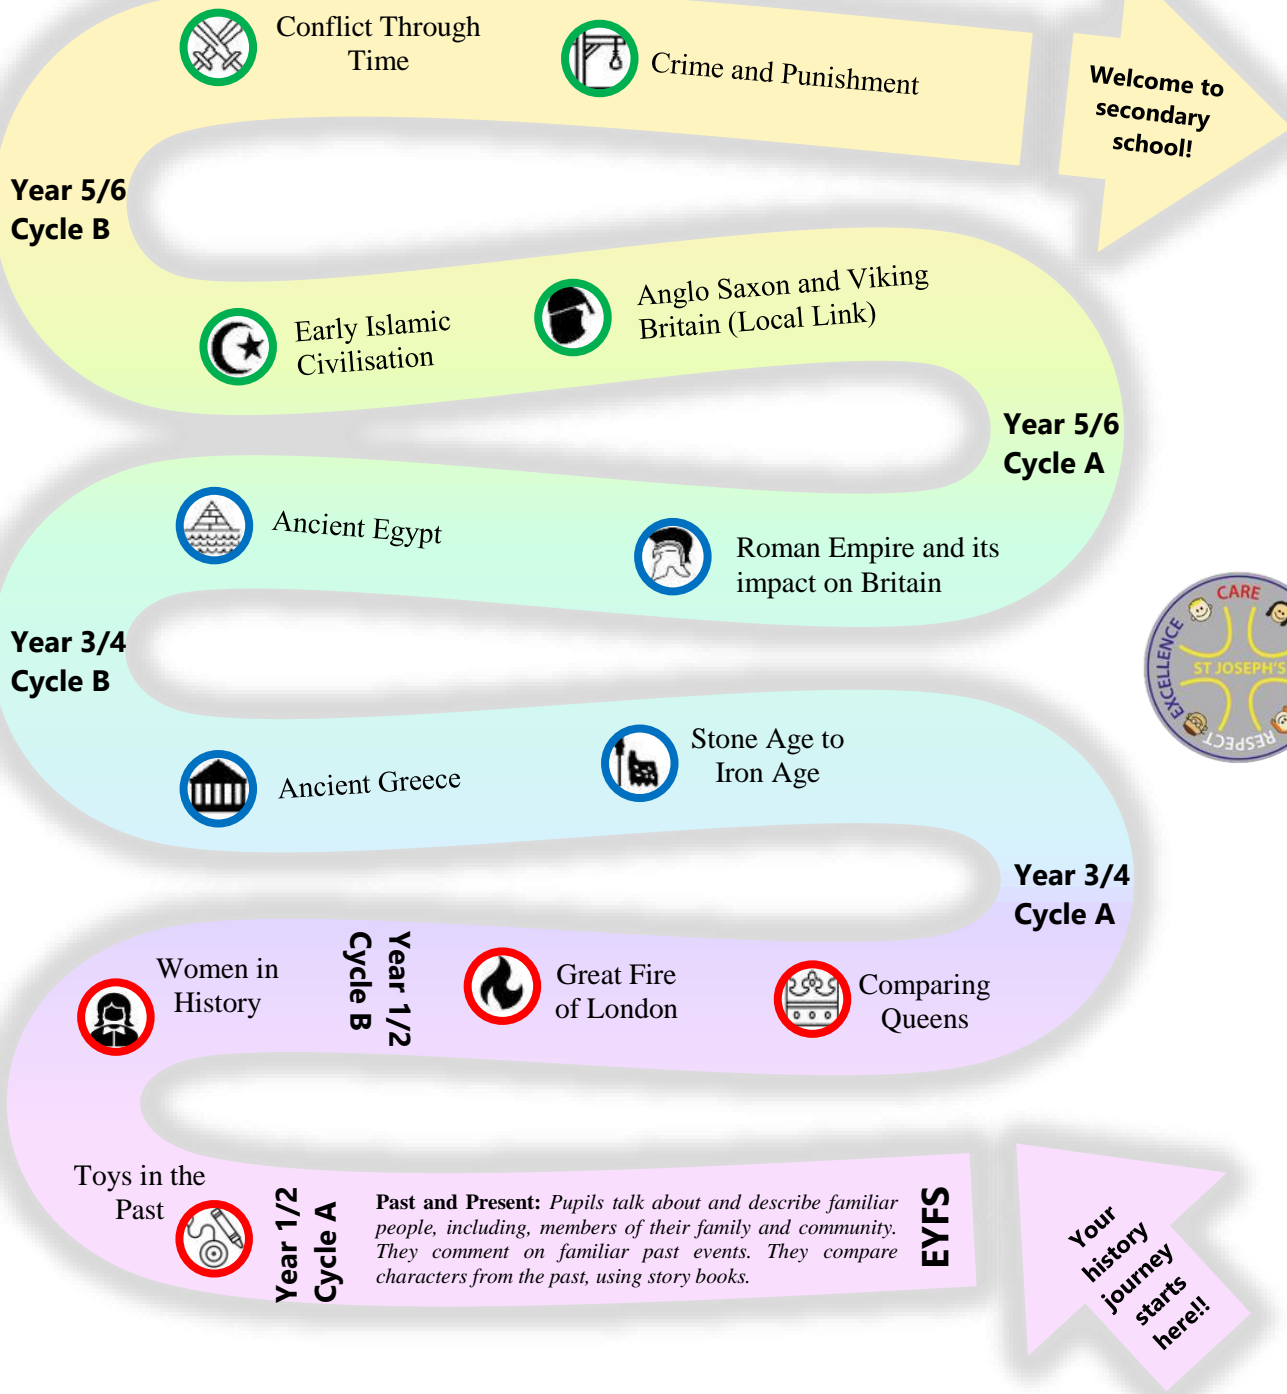 Conflict Through
Time
Crime and Punishment
Welcome to
secondary
school!
Year 5/6
Cycle B
Early Islamic
Civilisation
Anglo Saxon and Viking
Britain (Local Link)
Year 5/6
Cycle A
Ancient Egypt
Roman Empire and its
impact on Britain
CARE
EXCELLENCE
ST JOSEPH'S
RESPECT
Year 3/4
Cycle B
Ancient Greece
Stone Age to
Iron Age
Year 3/4
Cycle A
Women in
History
Year 1/2
Cycle B
Great Fire
of London
Comparing
Queens
Toys in the
Past
Year 1/2
Cycle A
Past and Present: Pupils talk about and describe familiar
people, including, members of their family and community.
They comment on familiar past events. They compare
characters from the past, using story books.
EYFS
Your
history
journey
starts
here!!